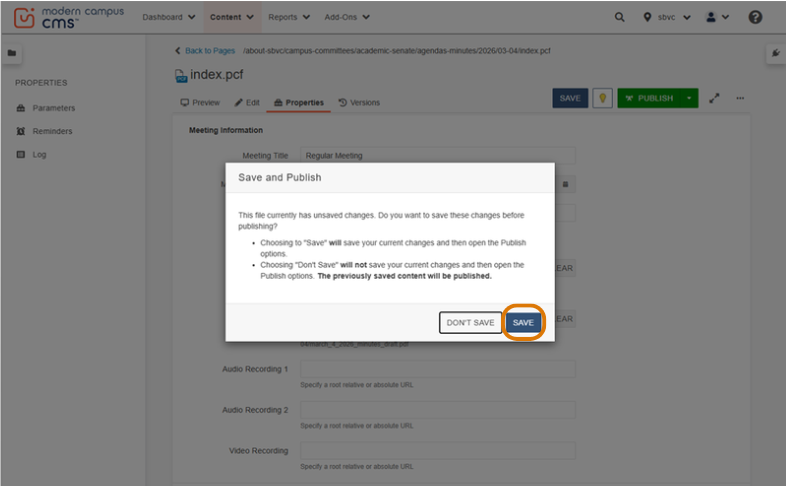 modern campus
cms™
Dashboard
Content
Reports
Add-Ons
sbvc
Back to Pages /about-sbvc/campus-committees/academic-senate/agendas-minutes/2026/03-04/index.pcf
PROPERTIES
Parameters
Reminders
Log
index.pcf
Preview
Edit
Properties
Versions
SAVE
PUBLISH
Meeting Information
Meeting Title
Regular Meeting
Save and Publish
This file currently has unsaved changes. Do you want to save these changes before
publishing?
• Choosing to "Save" will save your current changes and then open the Publish
options.
• Choosing "Don't Save" will not save your current changes and then open the
Publish options. The previously saved content will be published.
DON'T SAVE
SAVE
Audio Recording 1
Specify a root relative or absolute URL
Audio Recording 2
Specify a root relative or absolute URL
Video Recording
Specify a root relative or absolute URL